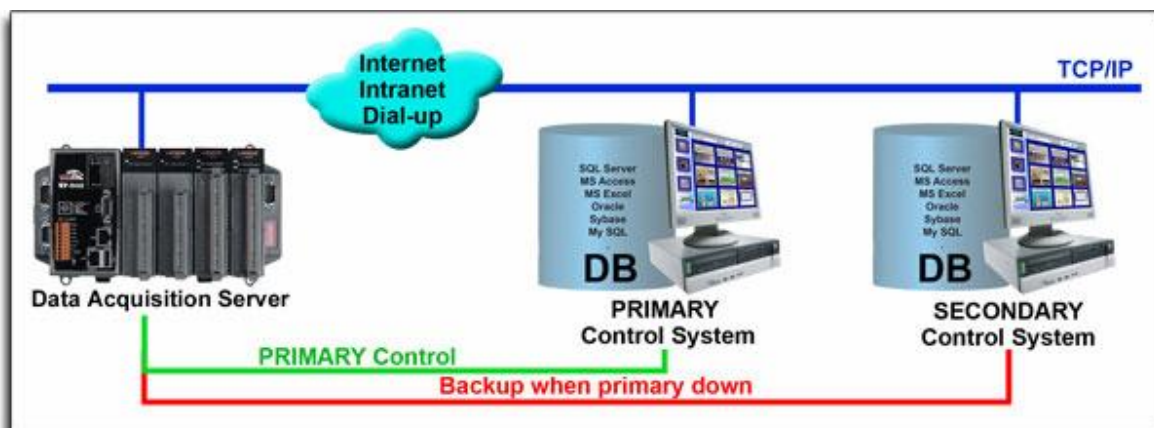 Internet
Intranet
Dial-up
TCP/IP
SQL Server
MS Access
MS Excel
Oracle
Sybase
My SQL
DB
SQL Server
MS Access
MS Excel
Oracle
Sybase
My SQL
DB
Data Acquisition Server
PRIMARY
Control System
SECONDARY
Control System
PRIMARY Control
Backup when primary down